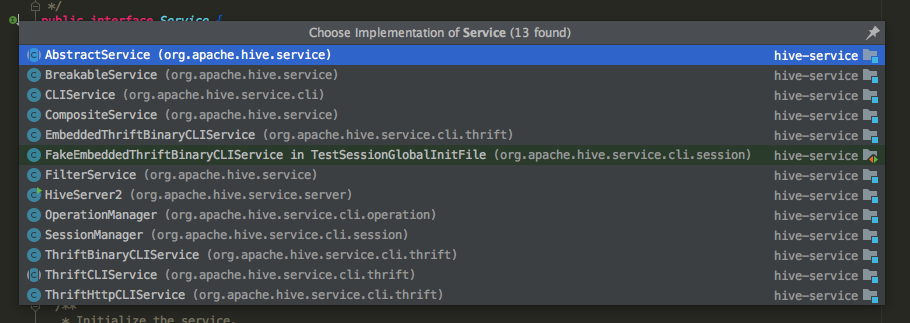 */
public interface Service {
Choose Implementation of Service (13 found)
AbstractService (org.apache.hive.service) hive-service
BreakableService (org.apache.hive.service) hive-service
CLIService (org.apache.hive.service.cli) hive-service
CompositeService (org.apache.hive.service) hive-service
EmbeddedThriftBinaryCLIService (org.apache.hive.service.cli.thrift) hive-service
FakeEmbeddedThriftBinaryCLIService in TestSessionGlobalInitFile (org.apache.hive.service.cli.session) hive-service
FilterService (org.apache.hive.service) hive-service
HiveServer2 (org.apache.hive.service.server) hive-service
OperationManager (org.apache.hive.service.cli.operation) hive-service
SessionManager (org.apache.hive.service.cli.session) hive-service
ThriftBinaryCLIService (org.apache.hive.service.cli.thrift) hive-service
ThriftCLIService (org.apache.hive.service.cli.thrift) hive-service
ThriftHttpCLIService (org.apache.hive.service.cli.thrift) hive-service
/**
* Initialize the service.